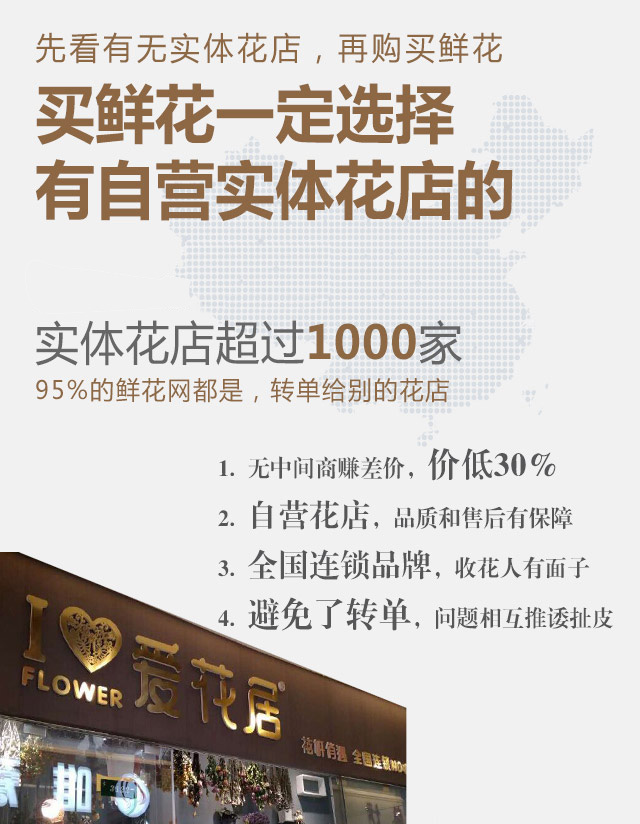 先看有无实体花店，再购买鲜花
买鲜花一定选择
有自营实体花店的
实体花店超过1000家
95%的鲜花网都是，转单给别的花店
1. 无中间商赚差价，价低30%
2. 自营花店，品质和售后有保障
3. 全国连锁品牌，收花人有面子
4. 避免了转单，问题相互推诿扯皮
I
FLOWER
爱花居
全国连锁